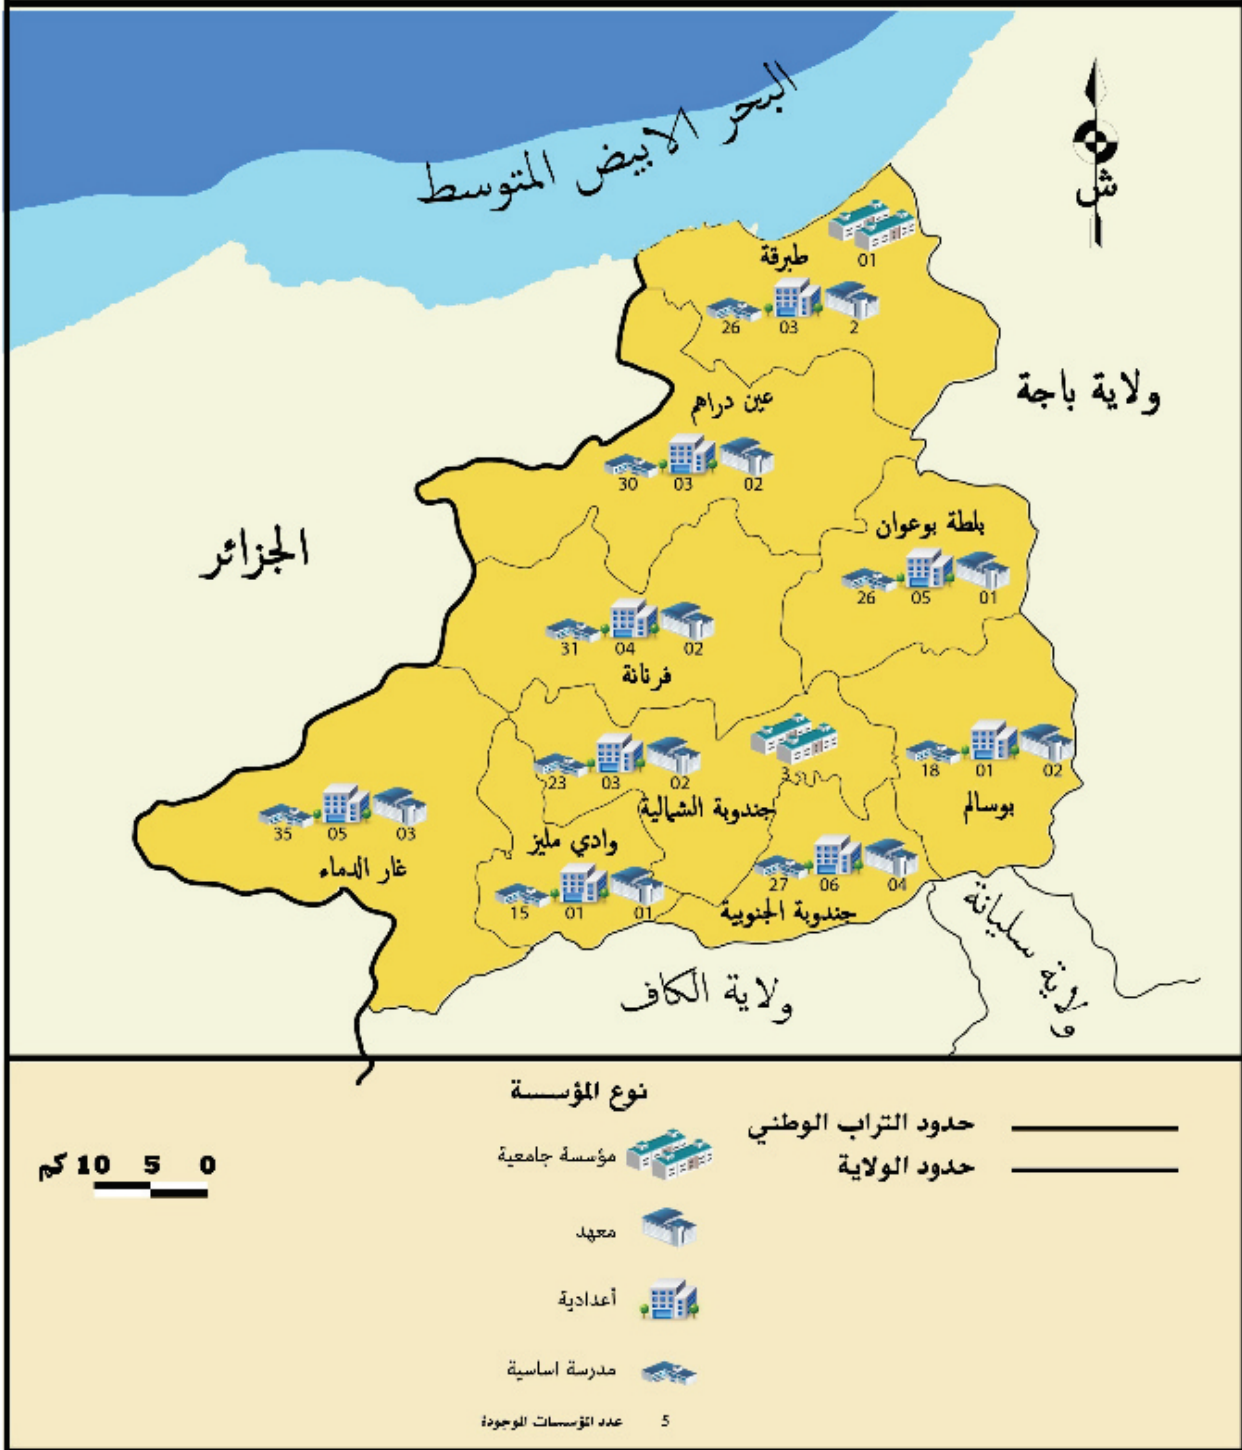 البحر الابيض المتوسط
ش
طبرقة
01
26 03 2
ولاية باجة
عين دراهم
30 03 02
الجزائر
بلطة بوعوان
26 05 01
31 04 02
فرنانة
3
23 03 02
جندوبة الشمالية
18 01 02
بوسالم
35 05 03
غار الدماء
وادي مليز
15 01 01
27 06 04
جندوبة الجنوبية
ولاية سليانة
ولاية الكاف
نوع المؤسسة
مؤسسة جامعية
معهد
أعدادية
مدرسة اساسية
5 عدد المؤسسات الموجودة
حدود التراب الوطني
حدود الولاية
0 5 10 كم